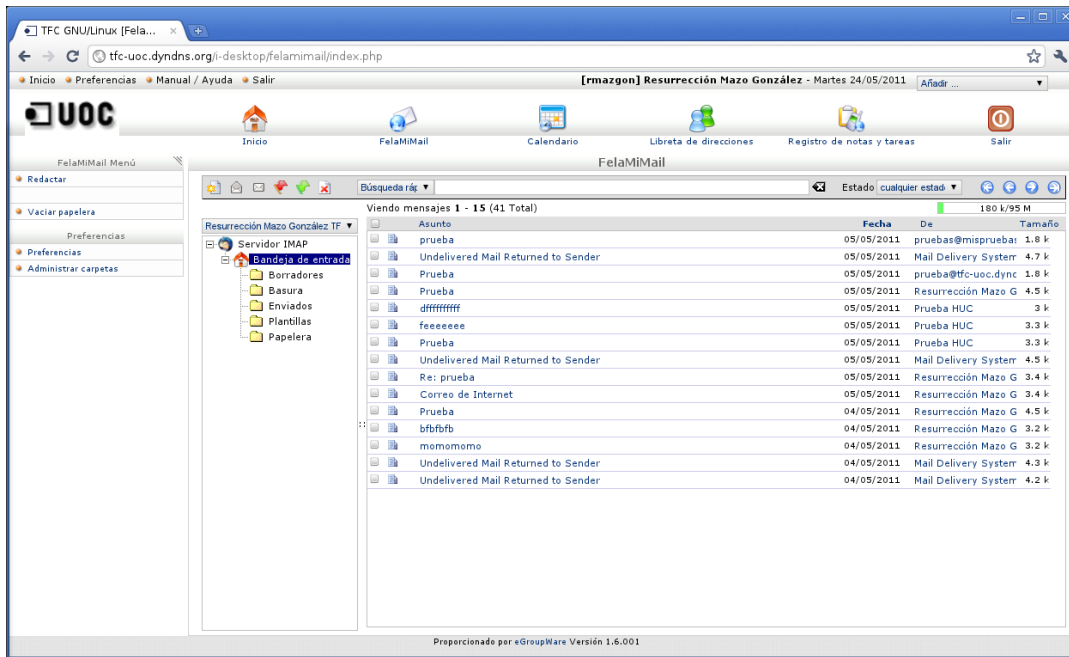 TFC GNU/Linux [Fela...
tfc-uoc.dyndns.org/i-desktop/felamimail/index.php
Inicio Preferencias Manual / Ayuda Salir [rmazgon] Resurrección Mazo González - Martes 24/05/2011 Añadir ...
UOC
Inicio FelaMiMail Calendario Libreta de direcciones Registro de notas y tareas Salir
FelaMiMail Menú
FelaMiMail
Redactar
Vaciar papelera
Preferencias
Preferencias
Administrar carpetas
Búsqueda ráp Estado cualquier estad
Viendo mensajes 1 - 15 (41 Total) 180 k/95 M
Resurrección Mazo González TF
Servidor IMAP
Bandeja de entrada
Borradores
Basura
Enviados
Plantillas
Papelera
Asunto Fecha De Tamaño
prueba 05/05/2011 pruebas@mispruebas 1.8 k
Undelivered Mail Returned to Sender 05/05/2011 Mail Delivery System 4.7 k
Prueba 05/05/2011 prueba@tfc-uoc.dync 1.8 k
Prueba 05/05/2011 Resurrección Mazo G 4.5 k
dffffffffff 05/05/2011 Prueba HUC 3 k
feeeeeee 05/05/2011 Prueba HUC 3.3 k
Prueba 05/05/2011 Prueba HUC 3.3 k
Undelivered Mail Returned to Sender 05/05/2011 Mail Delivery System 4.5 k
Re: prueba 05/05/2011 Resurrección Mazo G 3.4 k
Correo de Internet 05/05/2011 Resurrección Mazo G 3.4 k
Prueba 04/05/2011 Resurrección Mazo G 4.5 k
bfbfbfb 04/05/2011 Resurrección Mazo G 3.2 k
momomomo 04/05/2011 Resurrección Mazo G 3.2 k
Undelivered Mail Returned to Sender 04/05/2011 Mail Delivery System 4.3 k
Undelivered Mail Returned to Sender 04/05/2011 Mail Delivery System 4.2 k
Proporcionado por eGroupWare Versión 1.6.001